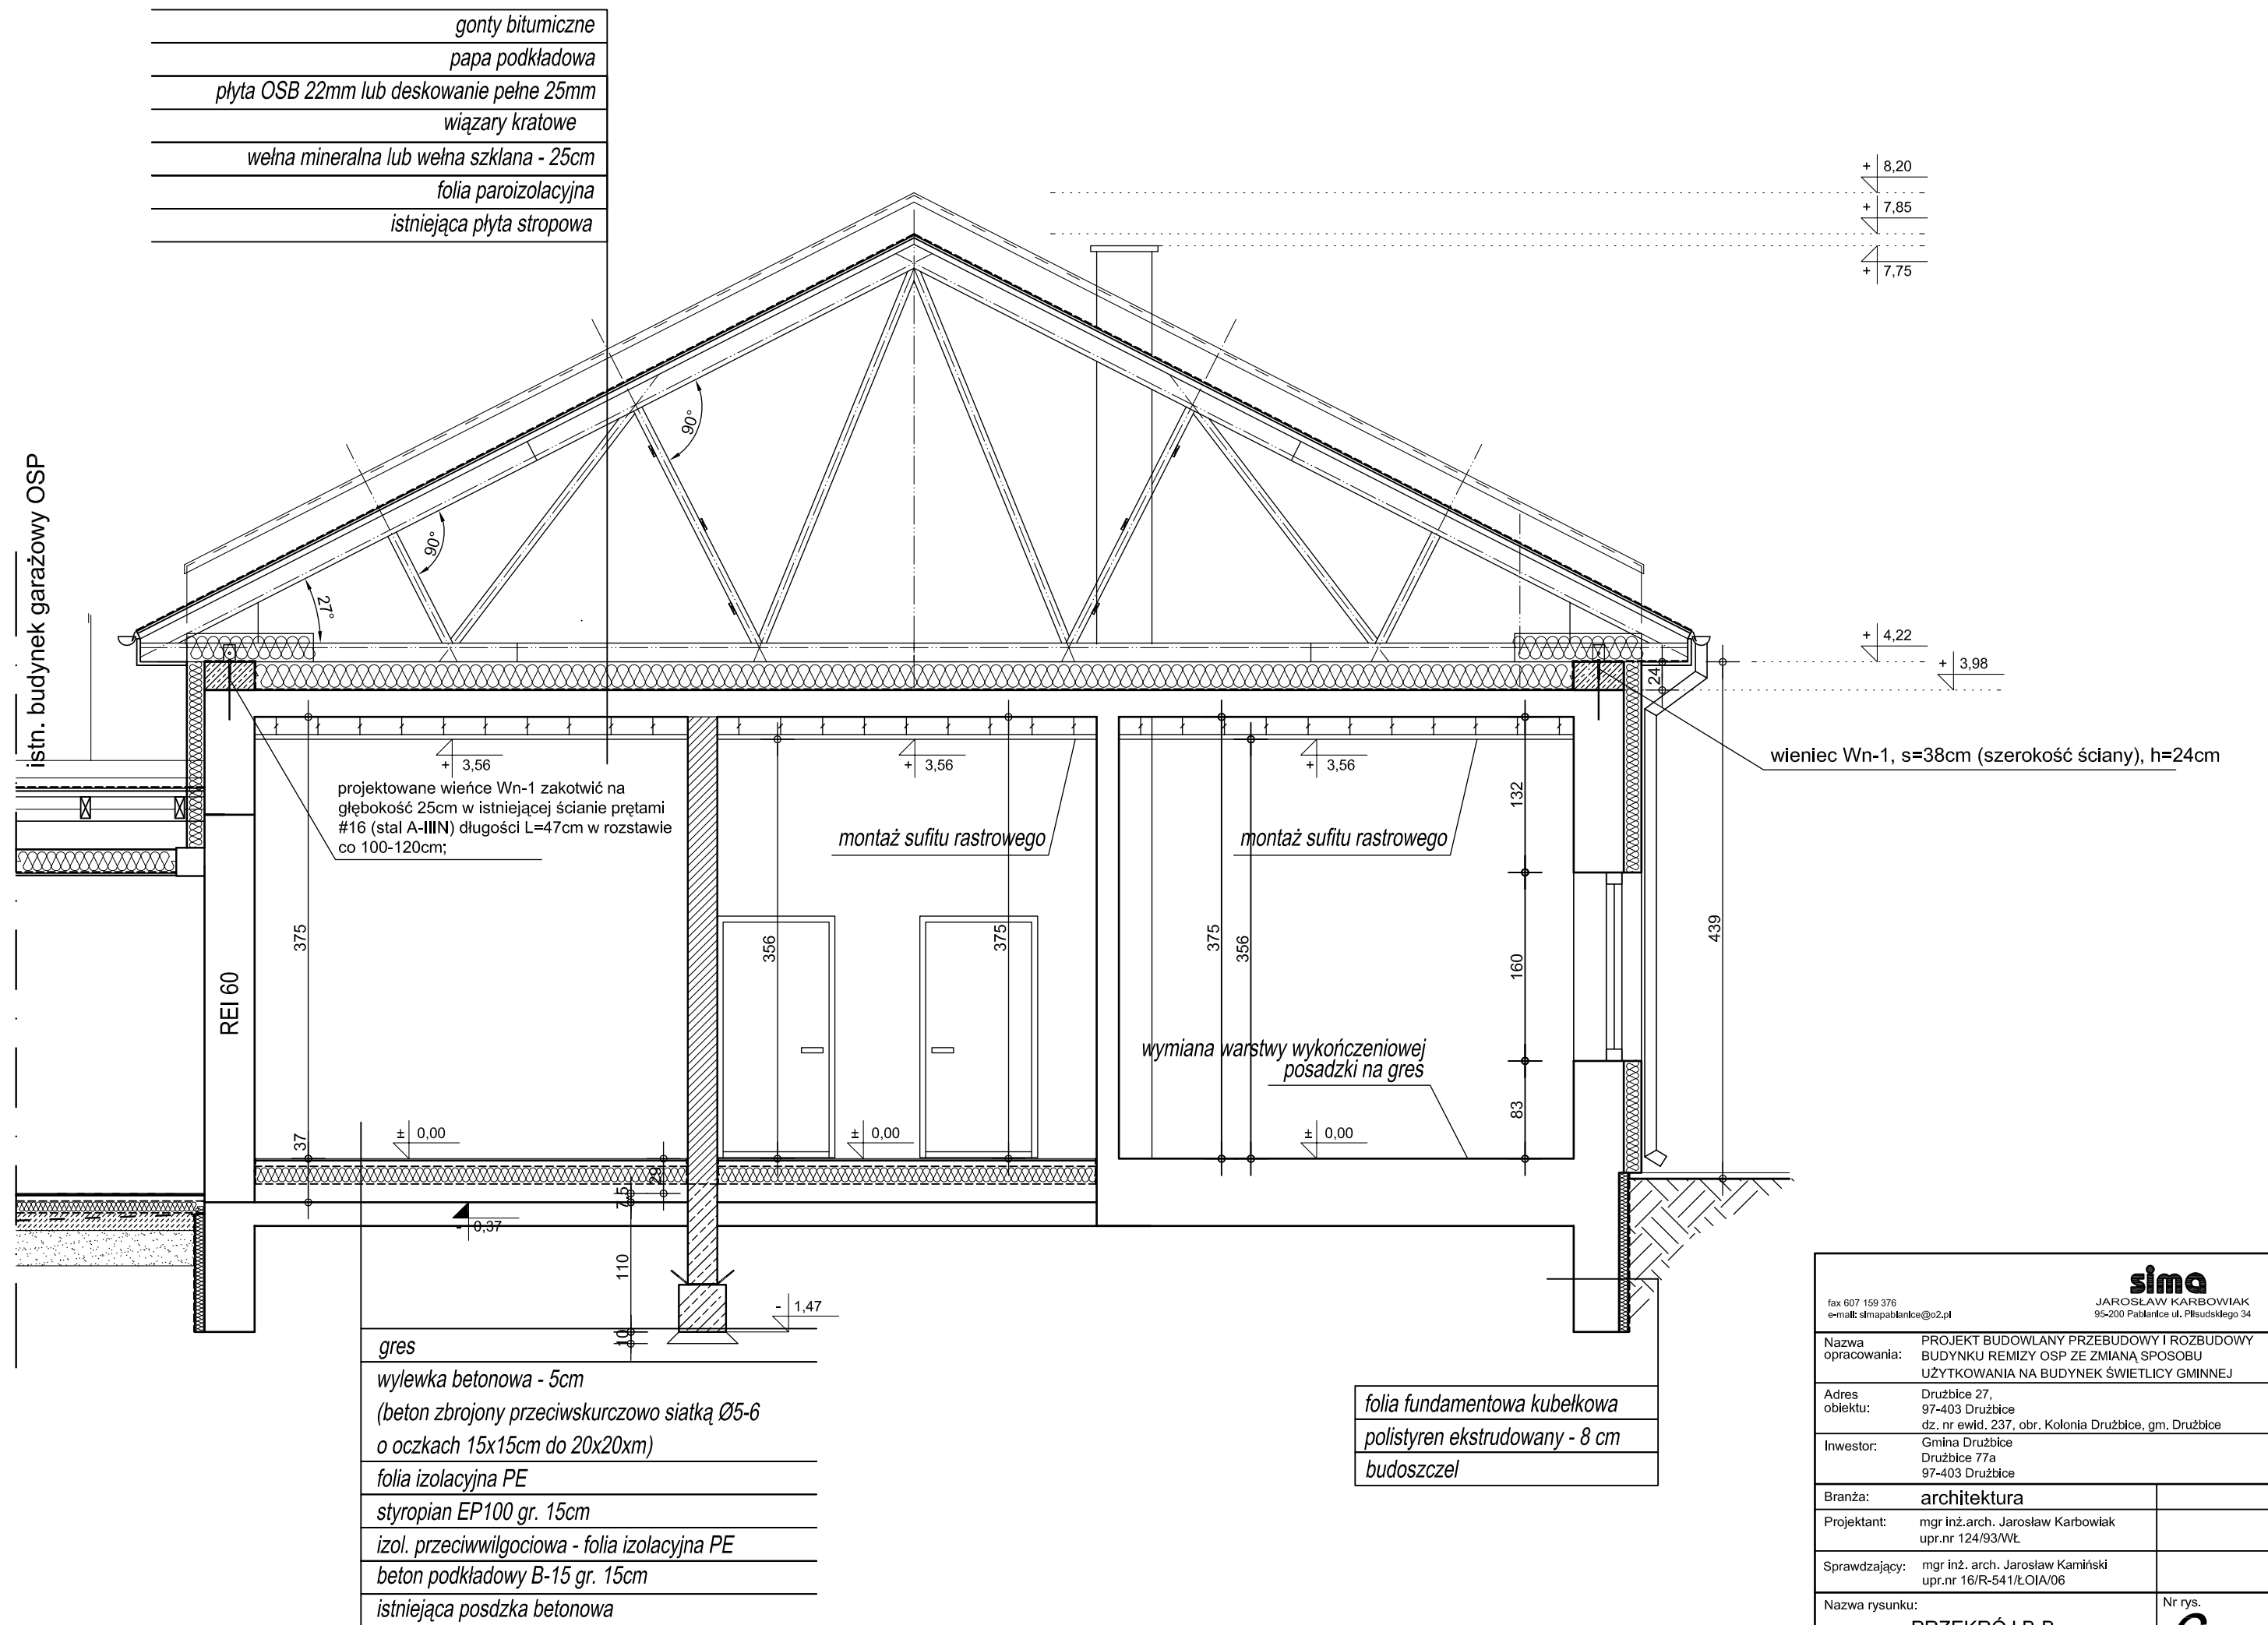 gonty bitumiczne
papa podkładowa
płyta OSB 22mm lub deskowanie pełne 25mm
wiązary kratowe
wełna mineralna lub wełna szklana - 25cm
folia paroizolacyjna
istniejąca płyta stropowa
+ 8,20
+ 7,85
+ 7,75
+ 4,22
+ 3,98
istn. budynek garażowy OSP
90°
90°
27°
24
wieniec Wn-1, s=38cm (szerokość ściany), h=24cm
+ 3,56
+ 3,56
+ 3,56
projektowane wieńce Wn-1 zakotwić na
głębokość 25cm w istniejącej ścianie prętami
#16 (stal A-IIIN) długości L=47cm w rozstawie
co 100-120cm;
montaż sufitu rastrowego
montaż sufitu rastrowego
132
375
356
375
375
356
160
439
REI 60
wymiana warstwy wykończeniowej
posadzki na gres
83
37
± 0,00
± 0,00
± 0,00
29
7,5
- 0,37
110
- 1,47
10
gres
wylewka betonowa - 5cm
(beton zbrojony przeciwskurczowo siatką Ø5-6
o oczkach 15x15cm do 20x20xm)
folia izolacyjna PE
styropian EP100 gr. 15cm
izol. przeciwwilgociowa - folia izolacyjna PE
beton podkładowy B-15 gr. 15cm
istniejąca posdzka betonowa
folia fundamentowa kubełkowa
polistyren ekstrudowany - 8 cm
budoszczel
sima
JAROSŁAW KARBOWIAK
95-200 Pabianice ul. Piłsudskiego 34
fax 607 159 376
e-mail: simapabianice@o2.pl
Nazwa opracowania:
PROJEKT BUDOWLANY PRZEBUDOWY I ROZBUDOWY
BUDYNKU REMIZY OSP ZE ZMIANĄ SPOSOBU
UŻYTKOWANIA NA BUDYNEK ŚWIETLICY GMINNEJ
Adres obiektu:
Drużbice 27,
97-403 Drużbice
dz. nr ewid. 237, obr. Kolonia Drużbice, gm. Drużbice
Inwestor:
Gmina Drużbice
Drużbice 77a
97-403 Drużbice
Branża: architektura
Projektant: mgr inż.arch. Jarosław Karbowiak
upr.nr 124/93/WŁ
Sprawdzający: mgr inż. arch. Jarosław Kamiński
upr.nr 16/R-541/ŁOIA/06
Nazwa rysunku:
Nr rys.
PRZEKRÓJ B-B